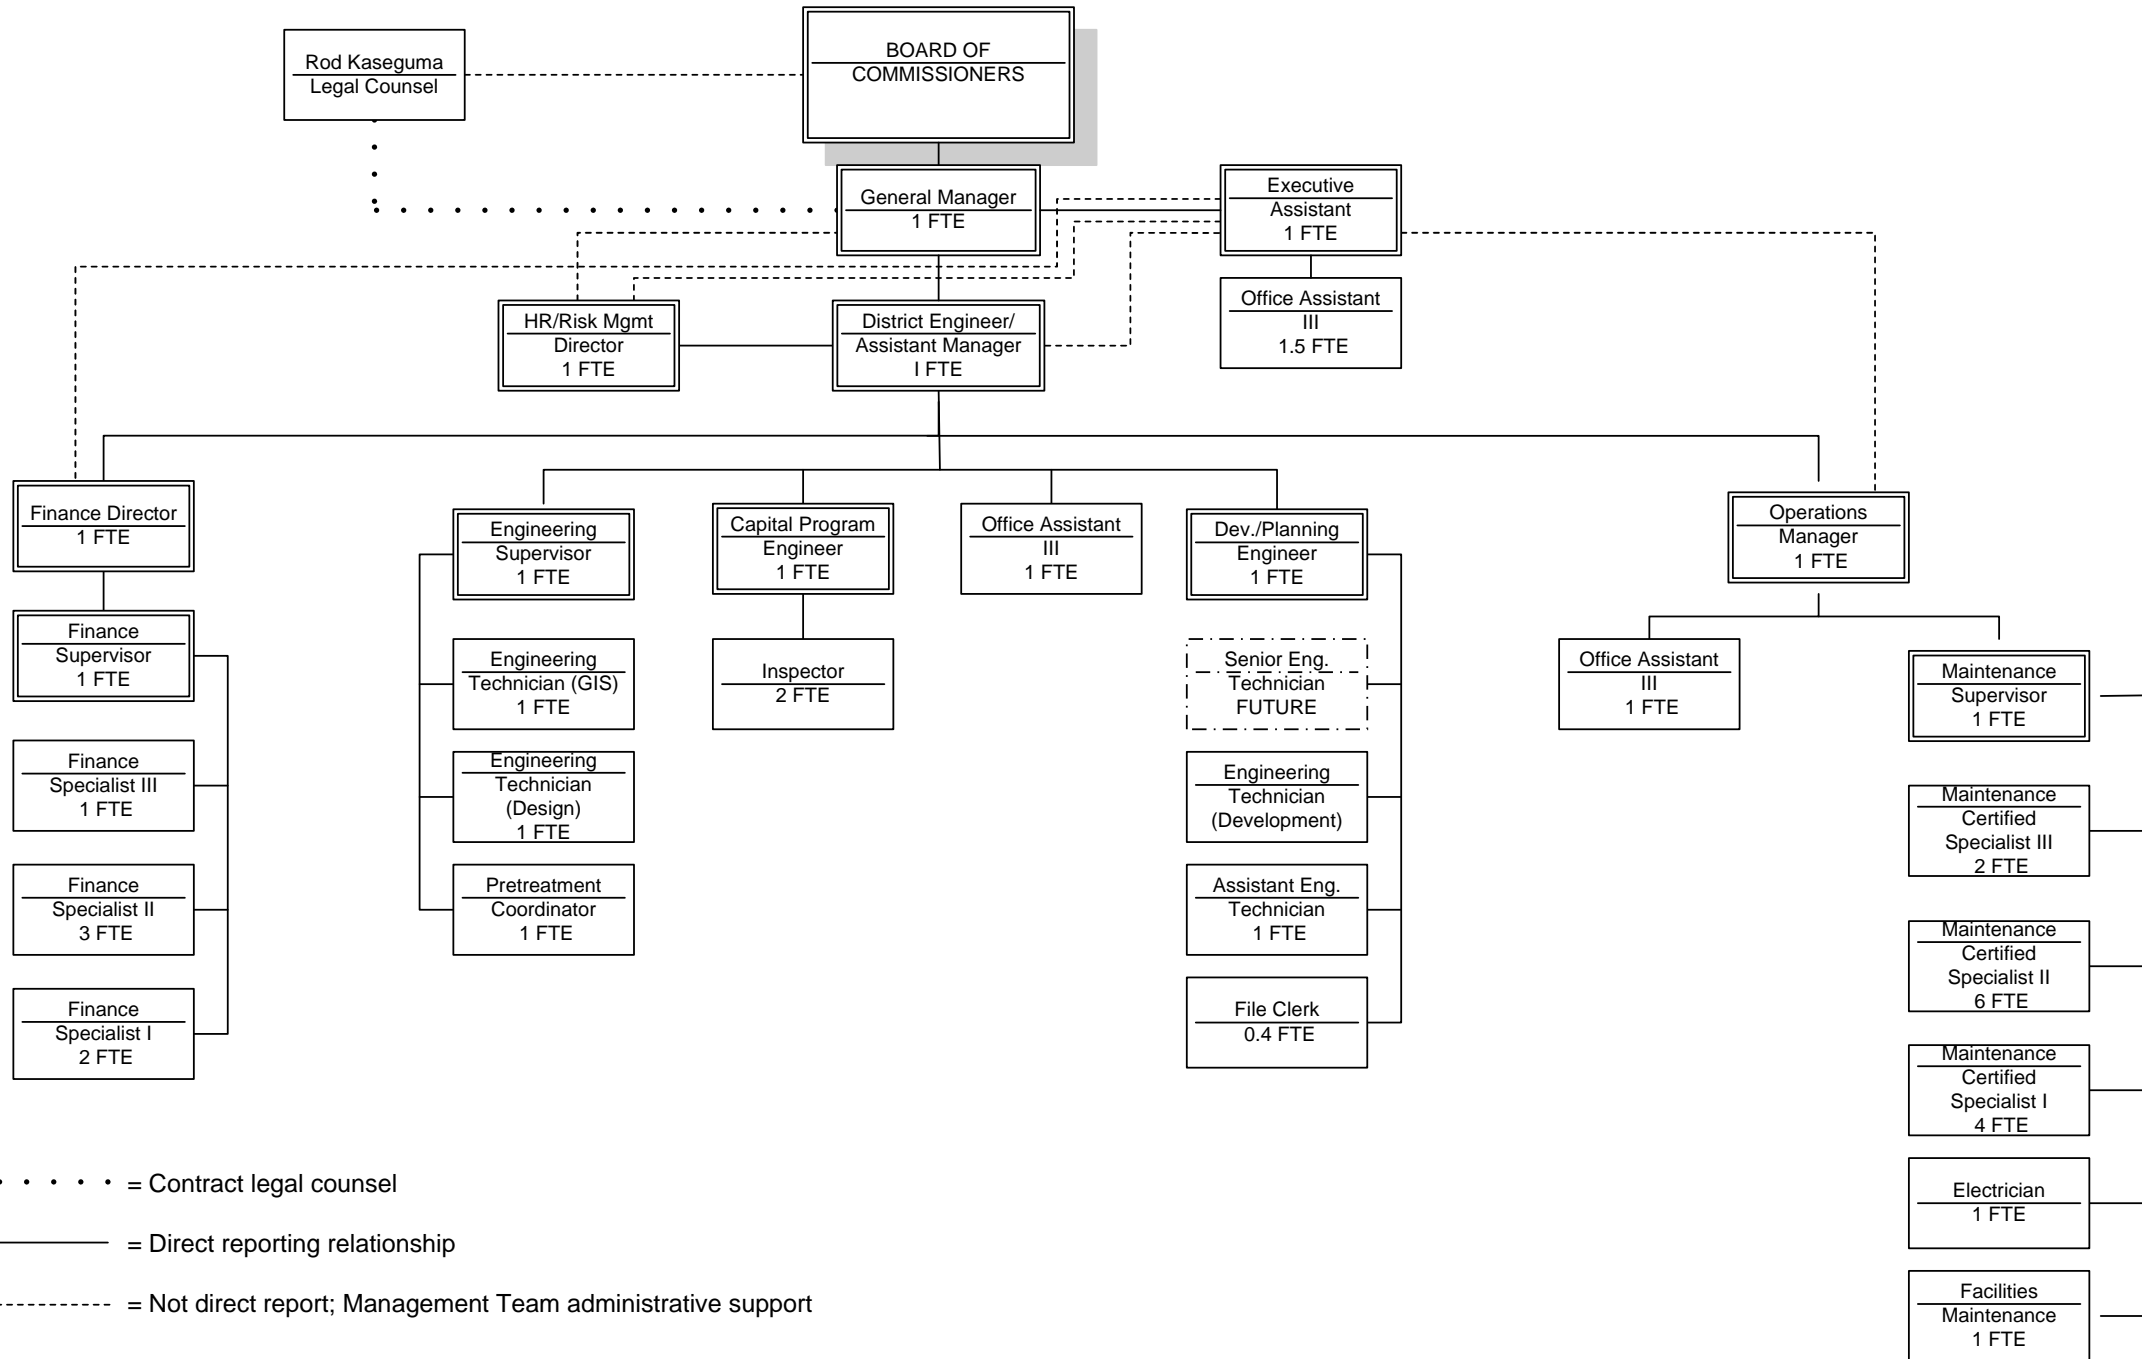 Rod Kaseguma
Legal Counsel
BOARD OF
COMMISSIONERS
General Manager
1 FTE
Executive
Assistant
1 FTE
Office Assistant
III
1.5 FTE
HR/Risk Mgmt
Director
1 FTE
District Engineer/
Assistant Manager
I FTE
Finance Director
1 FTE
Finance
Supervisor
1 FTE
Finance
Specialist III
1 FTE
Finance
Specialist II
3 FTE
Finance
Specialist I
2 FTE
Engineering
Supervisor
1 FTE
Engineering
Technician (GIS)
1 FTE
Engineering
Technician
(Design)
1 FTE
Pretreatment
Coordinator
1 FTE
Capital Program
Engineer
1 FTE
Inspector
2 FTE
Office Assistant
III
1 FTE
Dev./Planning
Engineer
1 FTE
Senior Eng.
Technician
FUTURE
Engineering
Technician
(Development)
Assistant Eng.
Technician
1 FTE
File Clerk
0.4 FTE
Operations
Manager
1 FTE
Office Assistant
III
1 FTE
Maintenance
Supervisor
1 FTE
Maintenance
Certified
Specialist III
2 FTE
Maintenance
Certified
Specialist II
6 FTE
Maintenance
Certified
Specialist I
4 FTE
Electrician
1 FTE
Facilities
Maintenance
1 FTE
= Contract legal counsel
= Direct reporting relationship
= Not direct report; Management Team administrative support